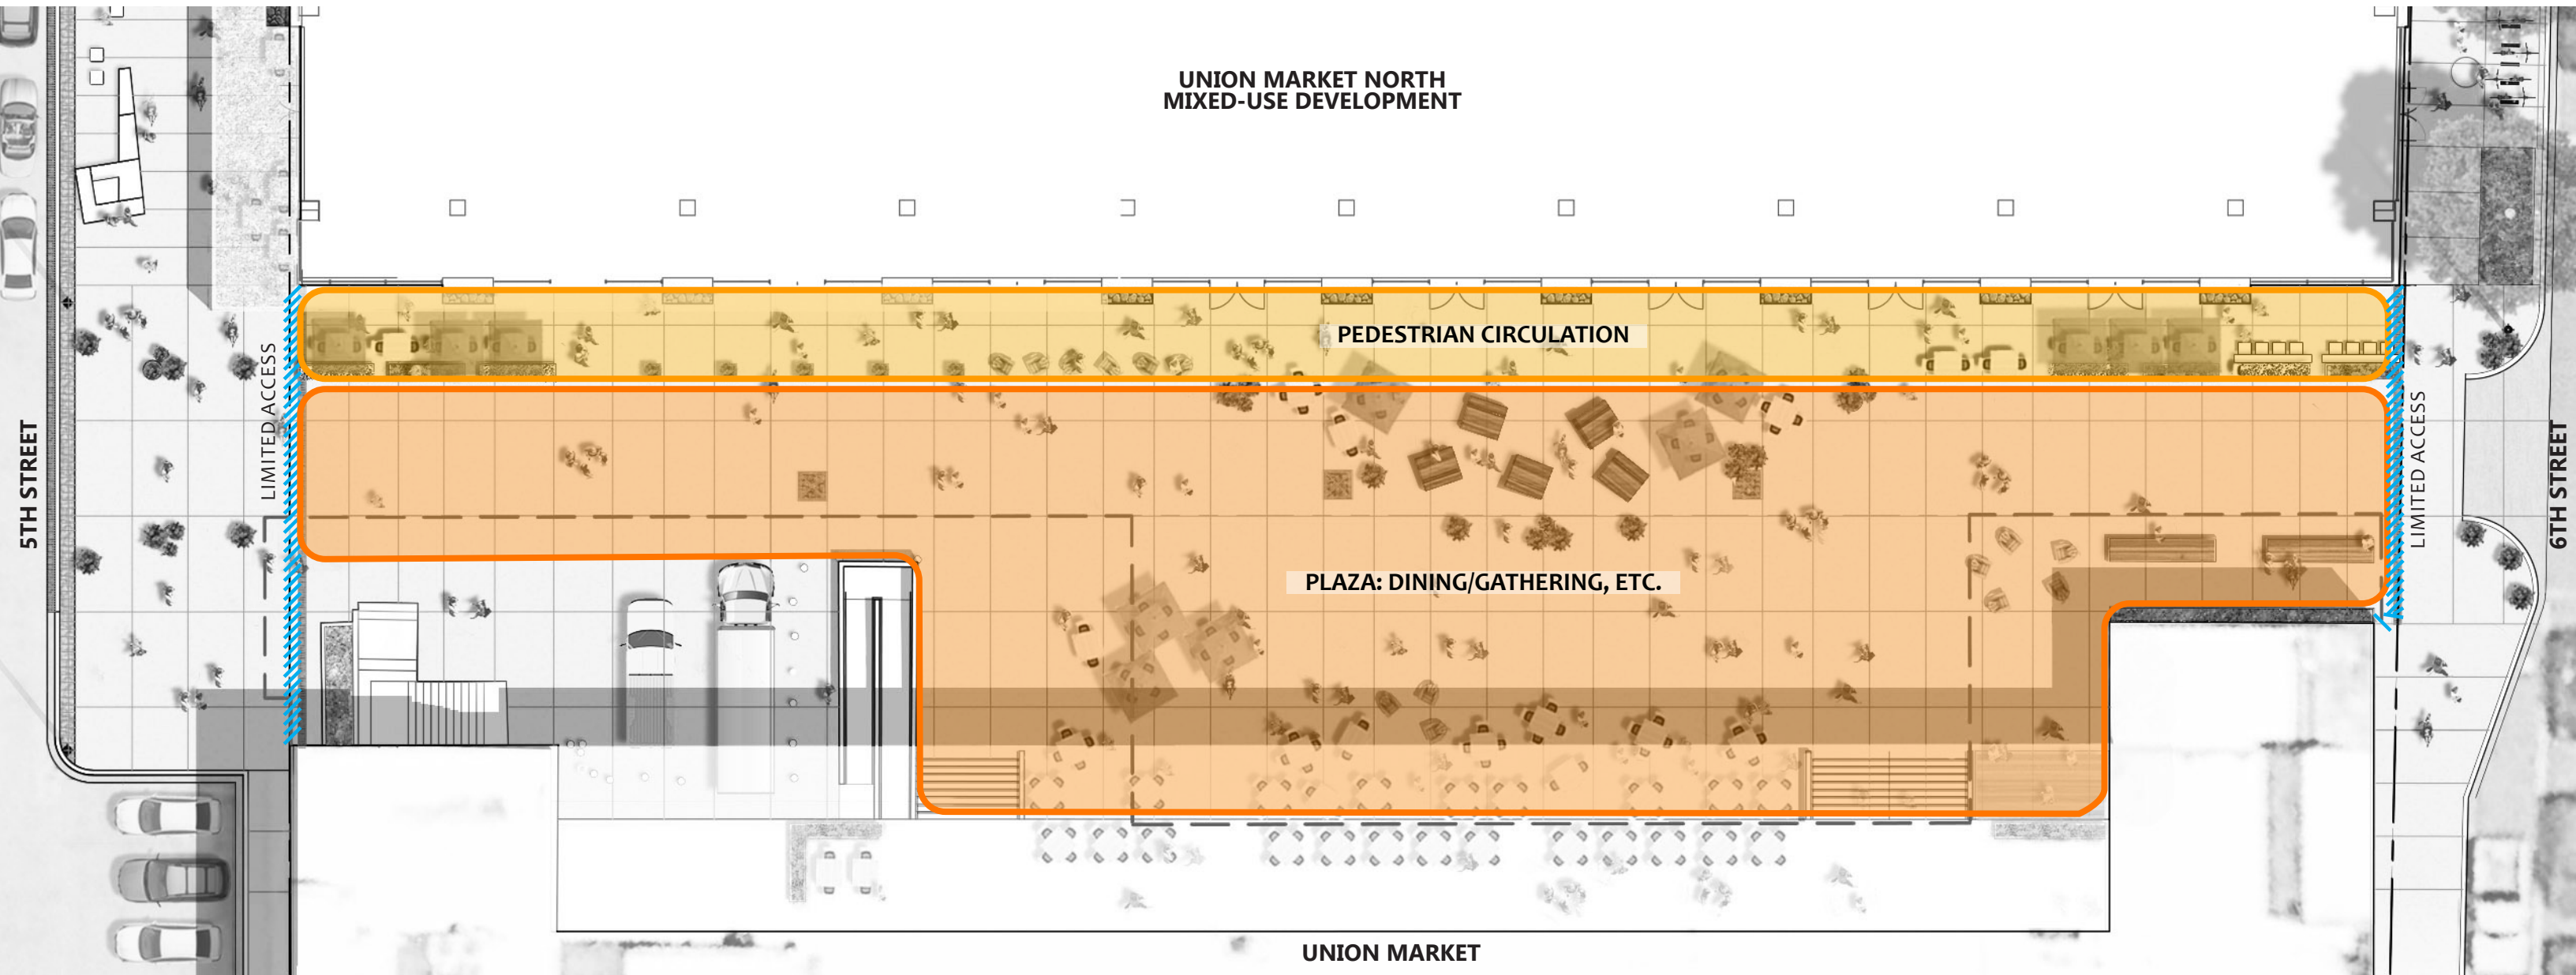 UNION MARKET NORTH
MIXED-USE DEVELOPMENT
PEDESTRIAN CIRCULATION
LIMITED ACCESS
LIMITED ACCESS
5TH STREET
6TH STREET
PLAZA: DINING/GATHERING, ETC.
UNION MARKET